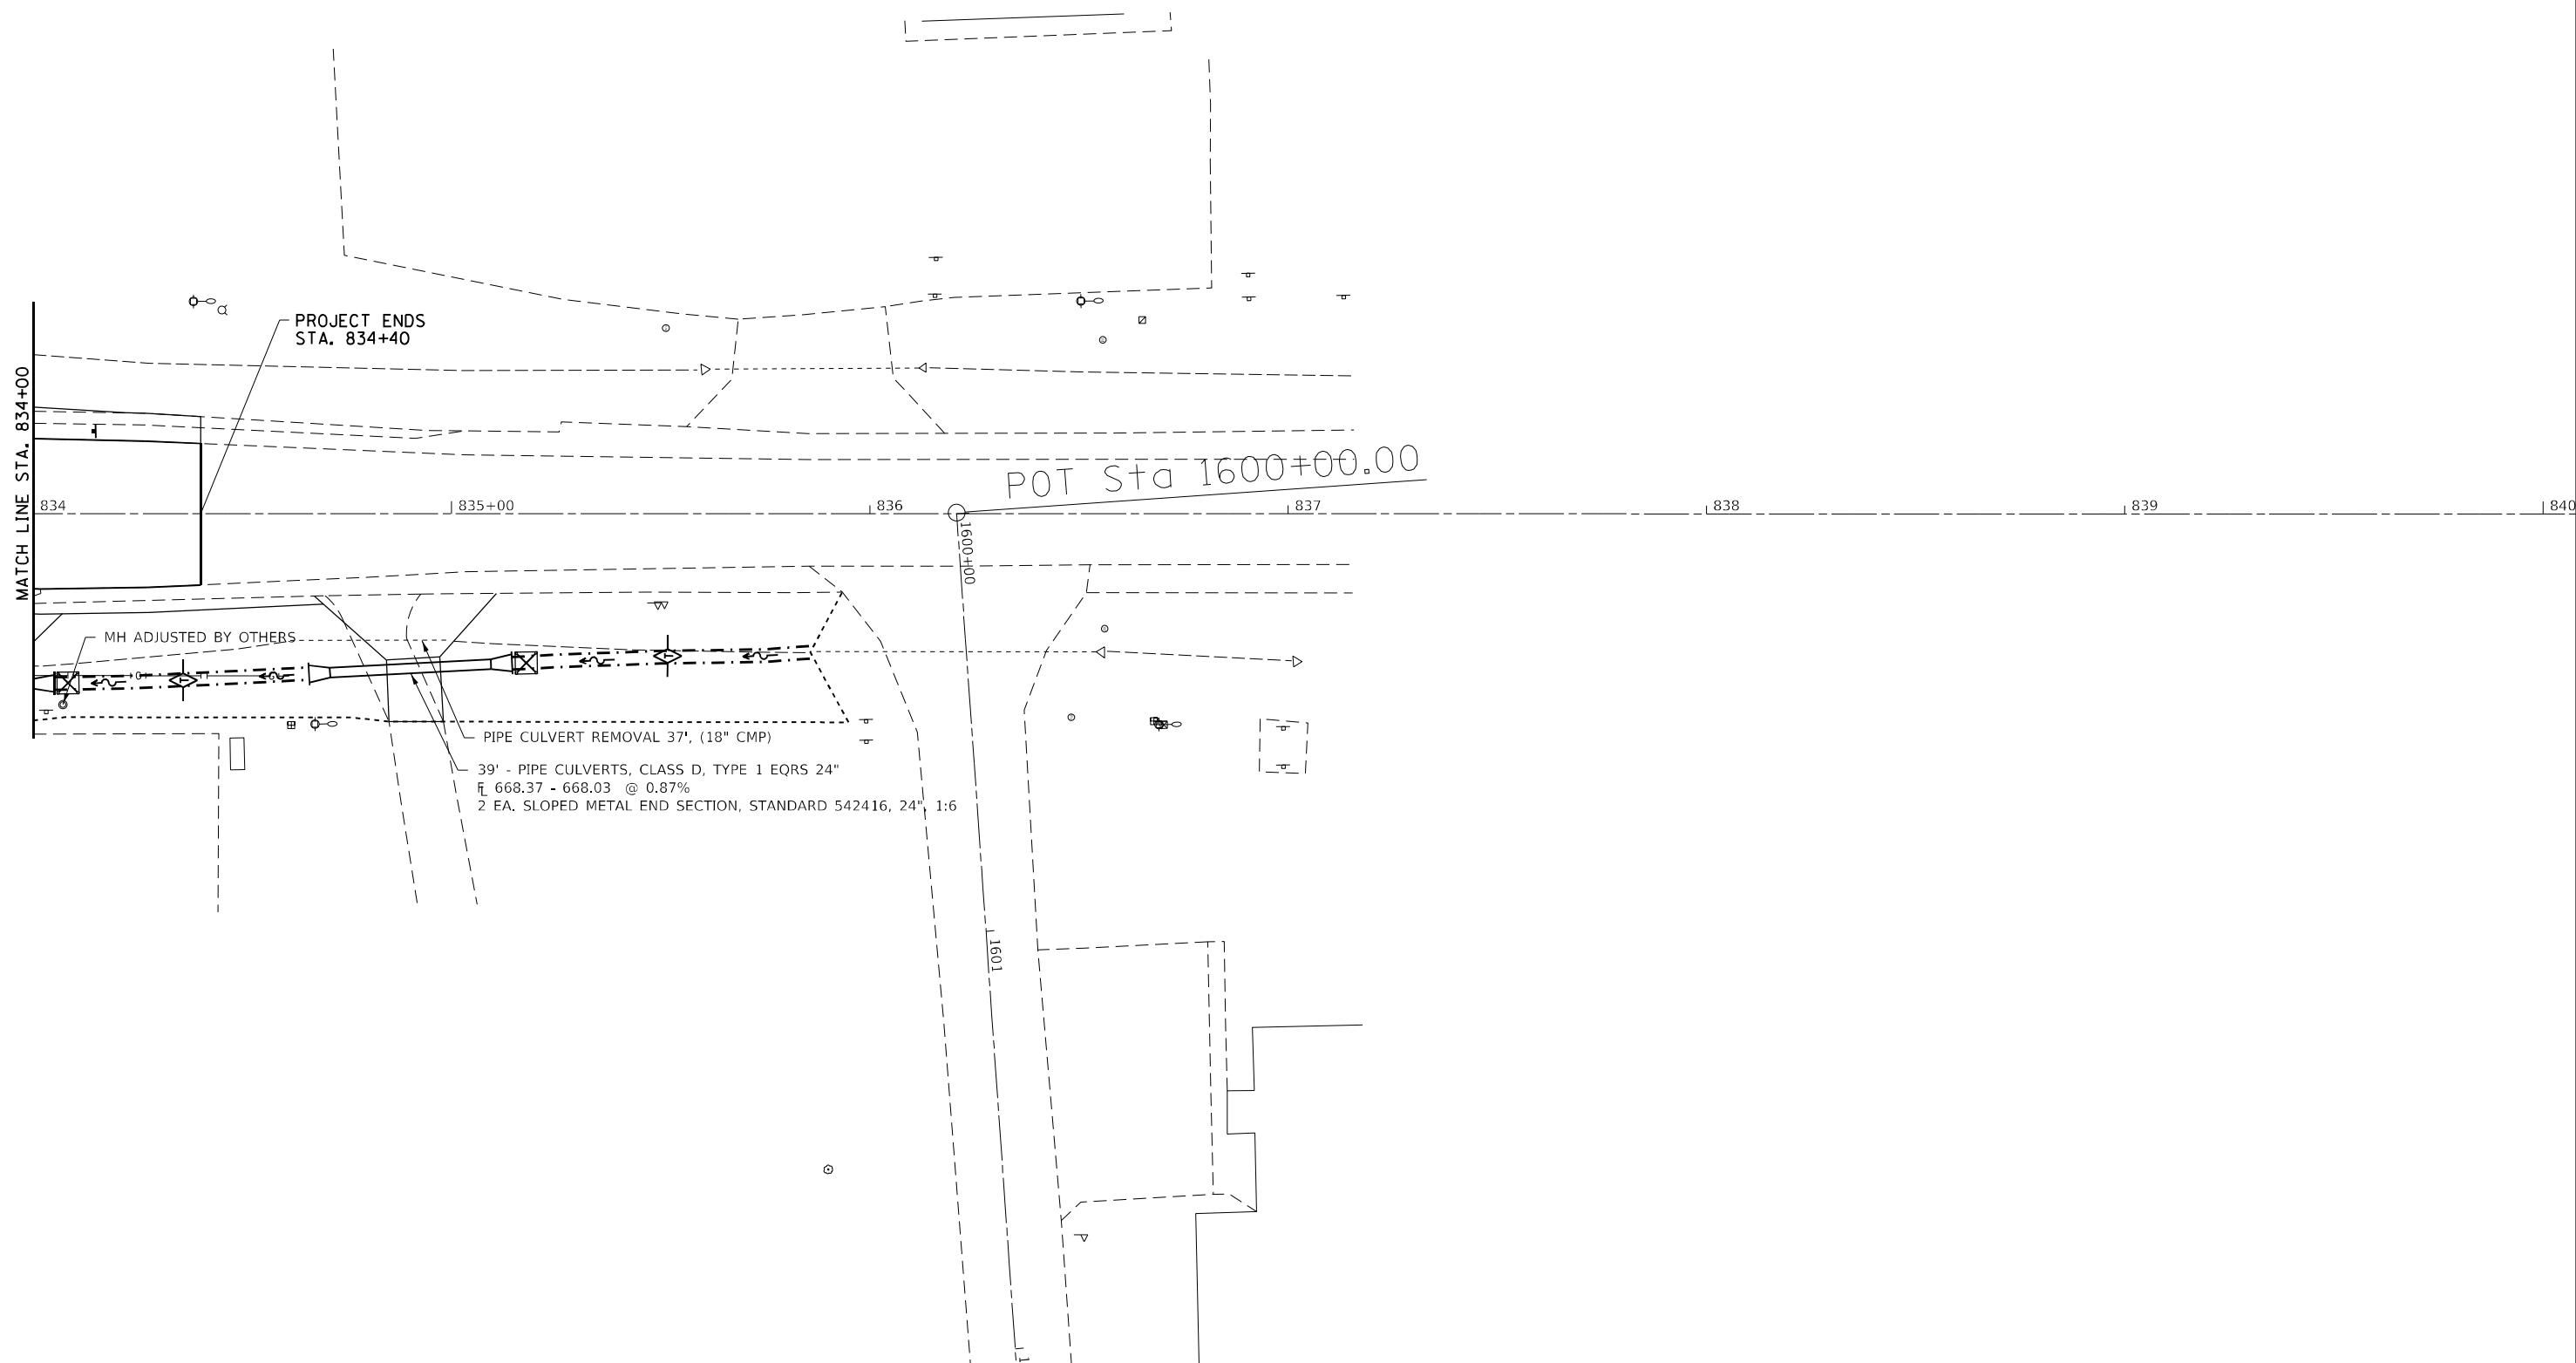 PROJECT ENDS
STA. 834+40
MATCH LINE STA. 834+00
POT Sta 1600+00.00
834
835+00
836
837
838
839
840
1600+00
MH ADJUSTED BY OTHERS
PIPE CULVERT REMOVAL 37', (18" CMP)
39' - PIPE CULVERTS, CLASS D, TYPE 1 EQRS 24"
FL 668.37 - 668.03 @ 0.87%
2 EA. SLOPED METAL END SECTION, STANDARD 542416, 24", 1:6
1601